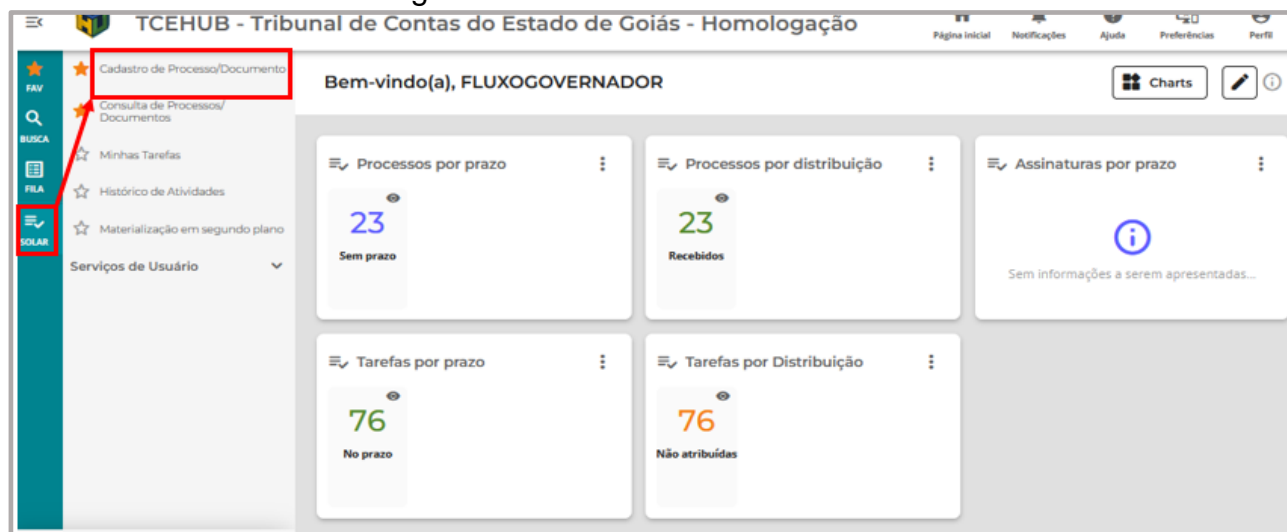 TCEHUB - Tribunal de Contas do Estado de Goiás - Homologação
Página inicial
Notificações
Ajuda
Preferências
Perfil
FAV
BUSCA
FILA
SOLAR
Cadastro de Processo/Documento
Consulta de Processos/
Documentos
Minhas Tarefas
Histórico de Atividades
Materialização em segundo plano
Serviços de Usuário
Bem-vindo(a), FLUXOGOVERNADOR
Charts
Processos por prazo
23
Sem prazo
Processos por distribuição
23
Recebidos
Assinaturas por prazo
Sem informações a serem apresentadas...
Tarefas por prazo
76
No prazo
Tarefas por Distribuição
76
Não atribuídas